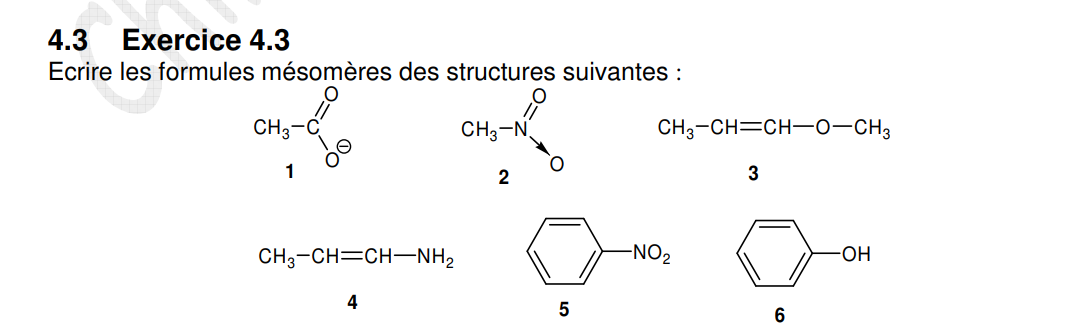 4.3 Exercice 4.3
Ecrire les formules mésomères des structures suivantes :
CH3-C O O ⊖
1
CH3-N O O
2
CH3-CH=CH-O-CH3
3
CH3-CH=CH-NH2
4
NO2
5
OH
6